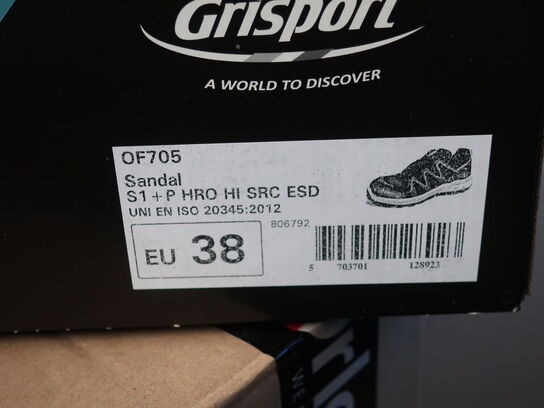 Grisport
A WORLD TO DISCOVER
OF705
Sandal
S1+P HRO HI SRC ESD
UNI EN ISO 20345:2012
806792
EU 38
5 703701 128923